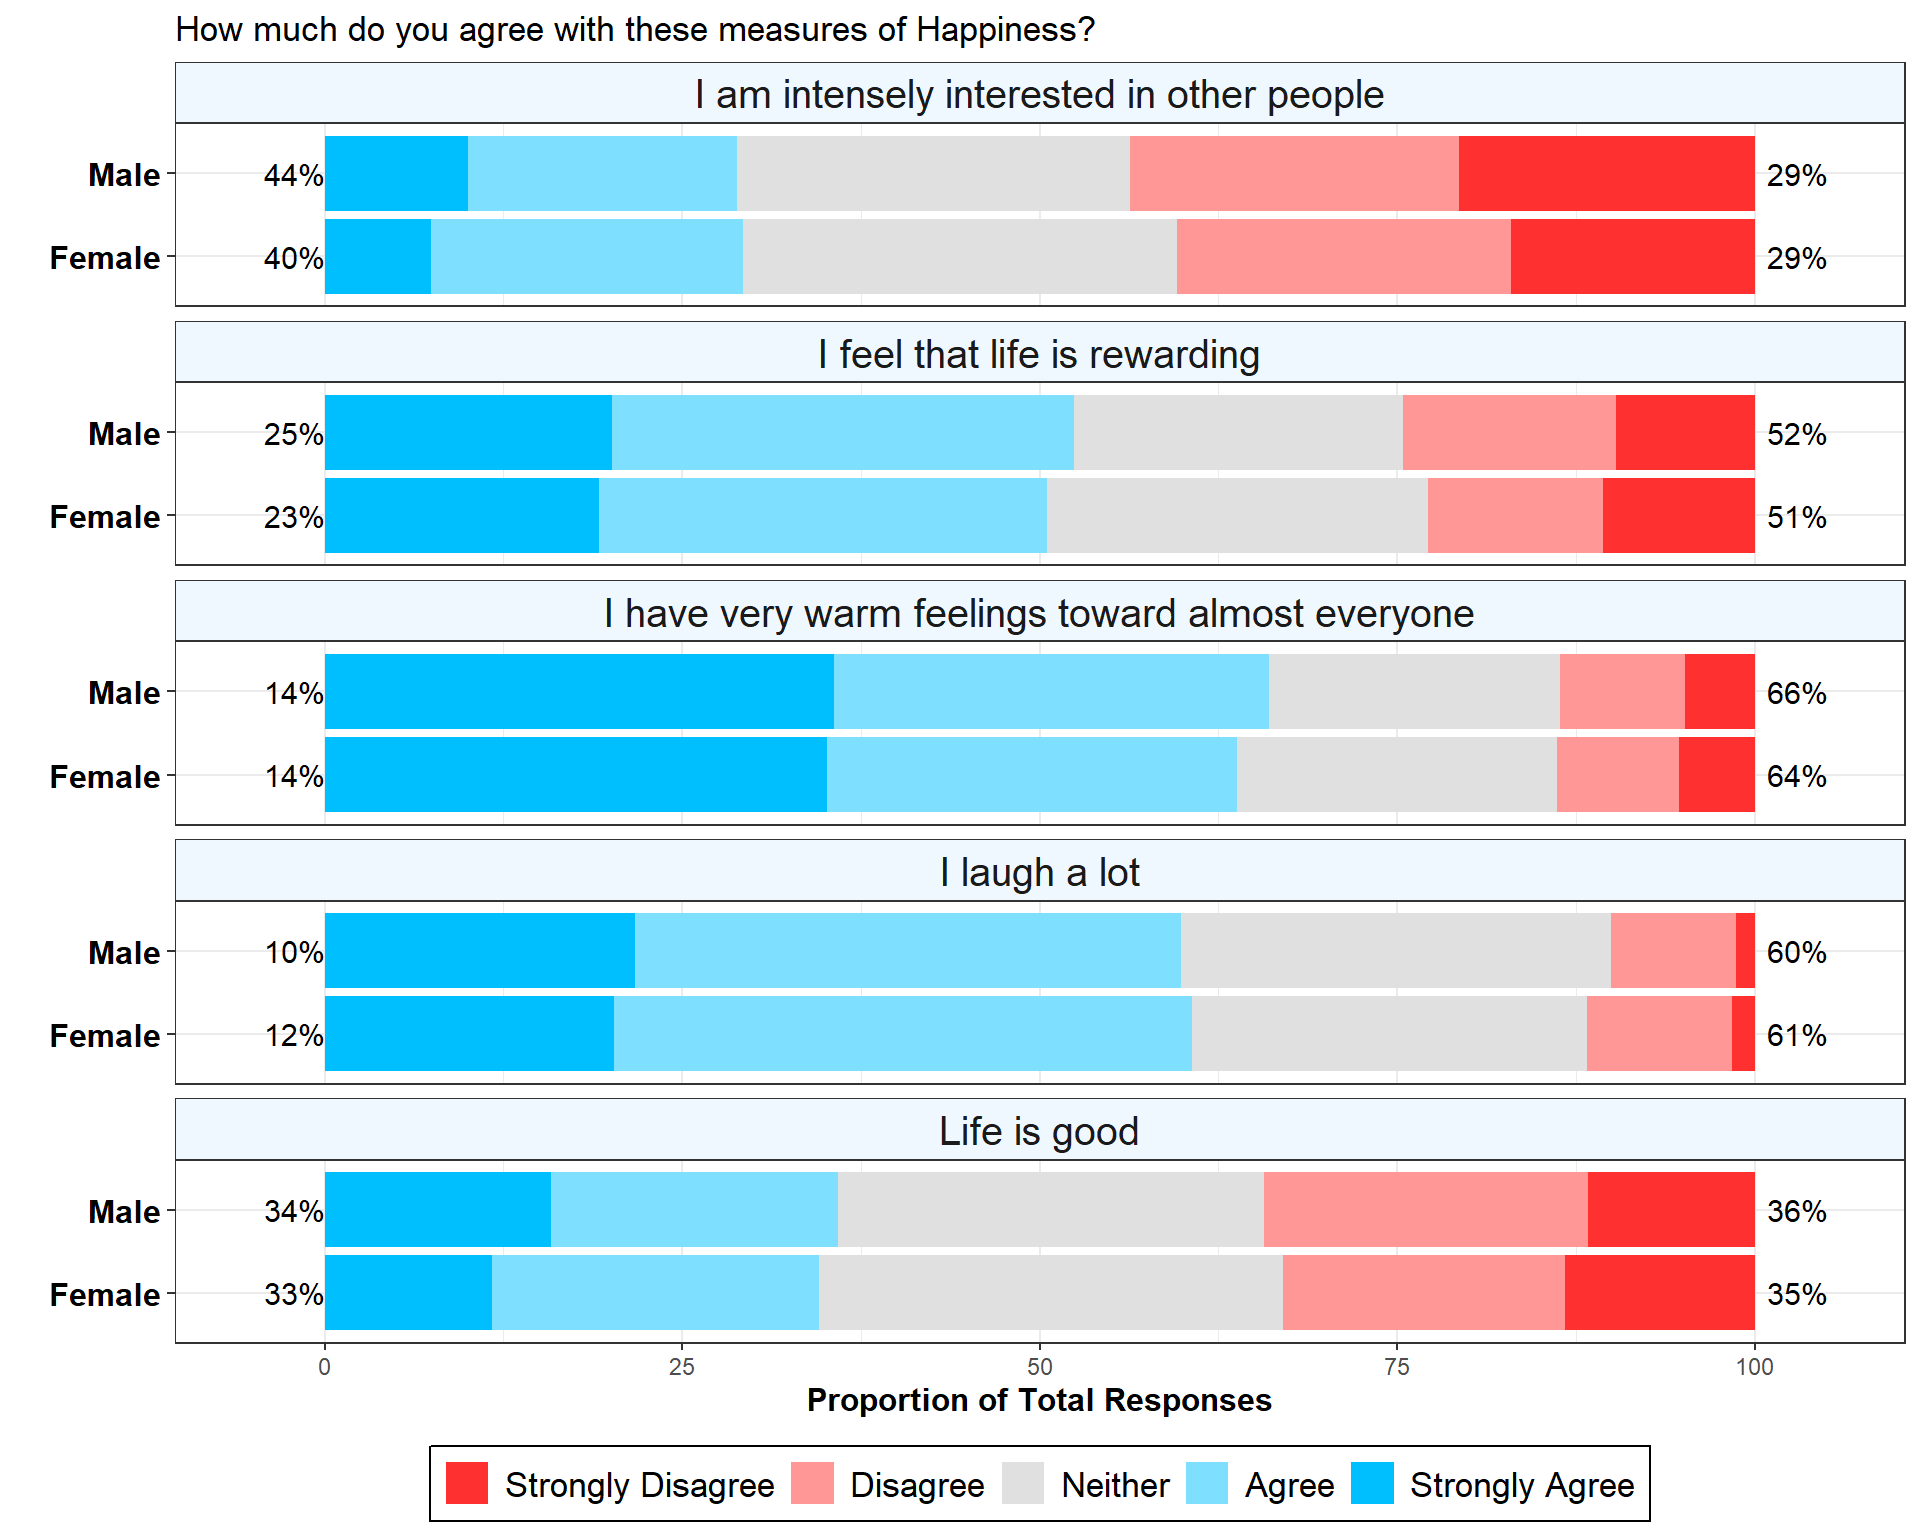 How much do you agree with these measures of Happiness?
I am intensely interested in other people
Male 44% 29%
Female 40% 29%
I feel that life is rewarding
Male 25% 52%
Female 23% 51%
I have very warm feelings toward almost everyone
Male 14% 66%
Female 14% 64%
I laugh a lot
Male 10% 60%
Female 12% 61%
Life is good
Male 34% 36%
Female 33% 35%
0 25 50 75 100
Proportion of Total Responses
Strongly Disagree Disagree Neither Agree Strongly Agree